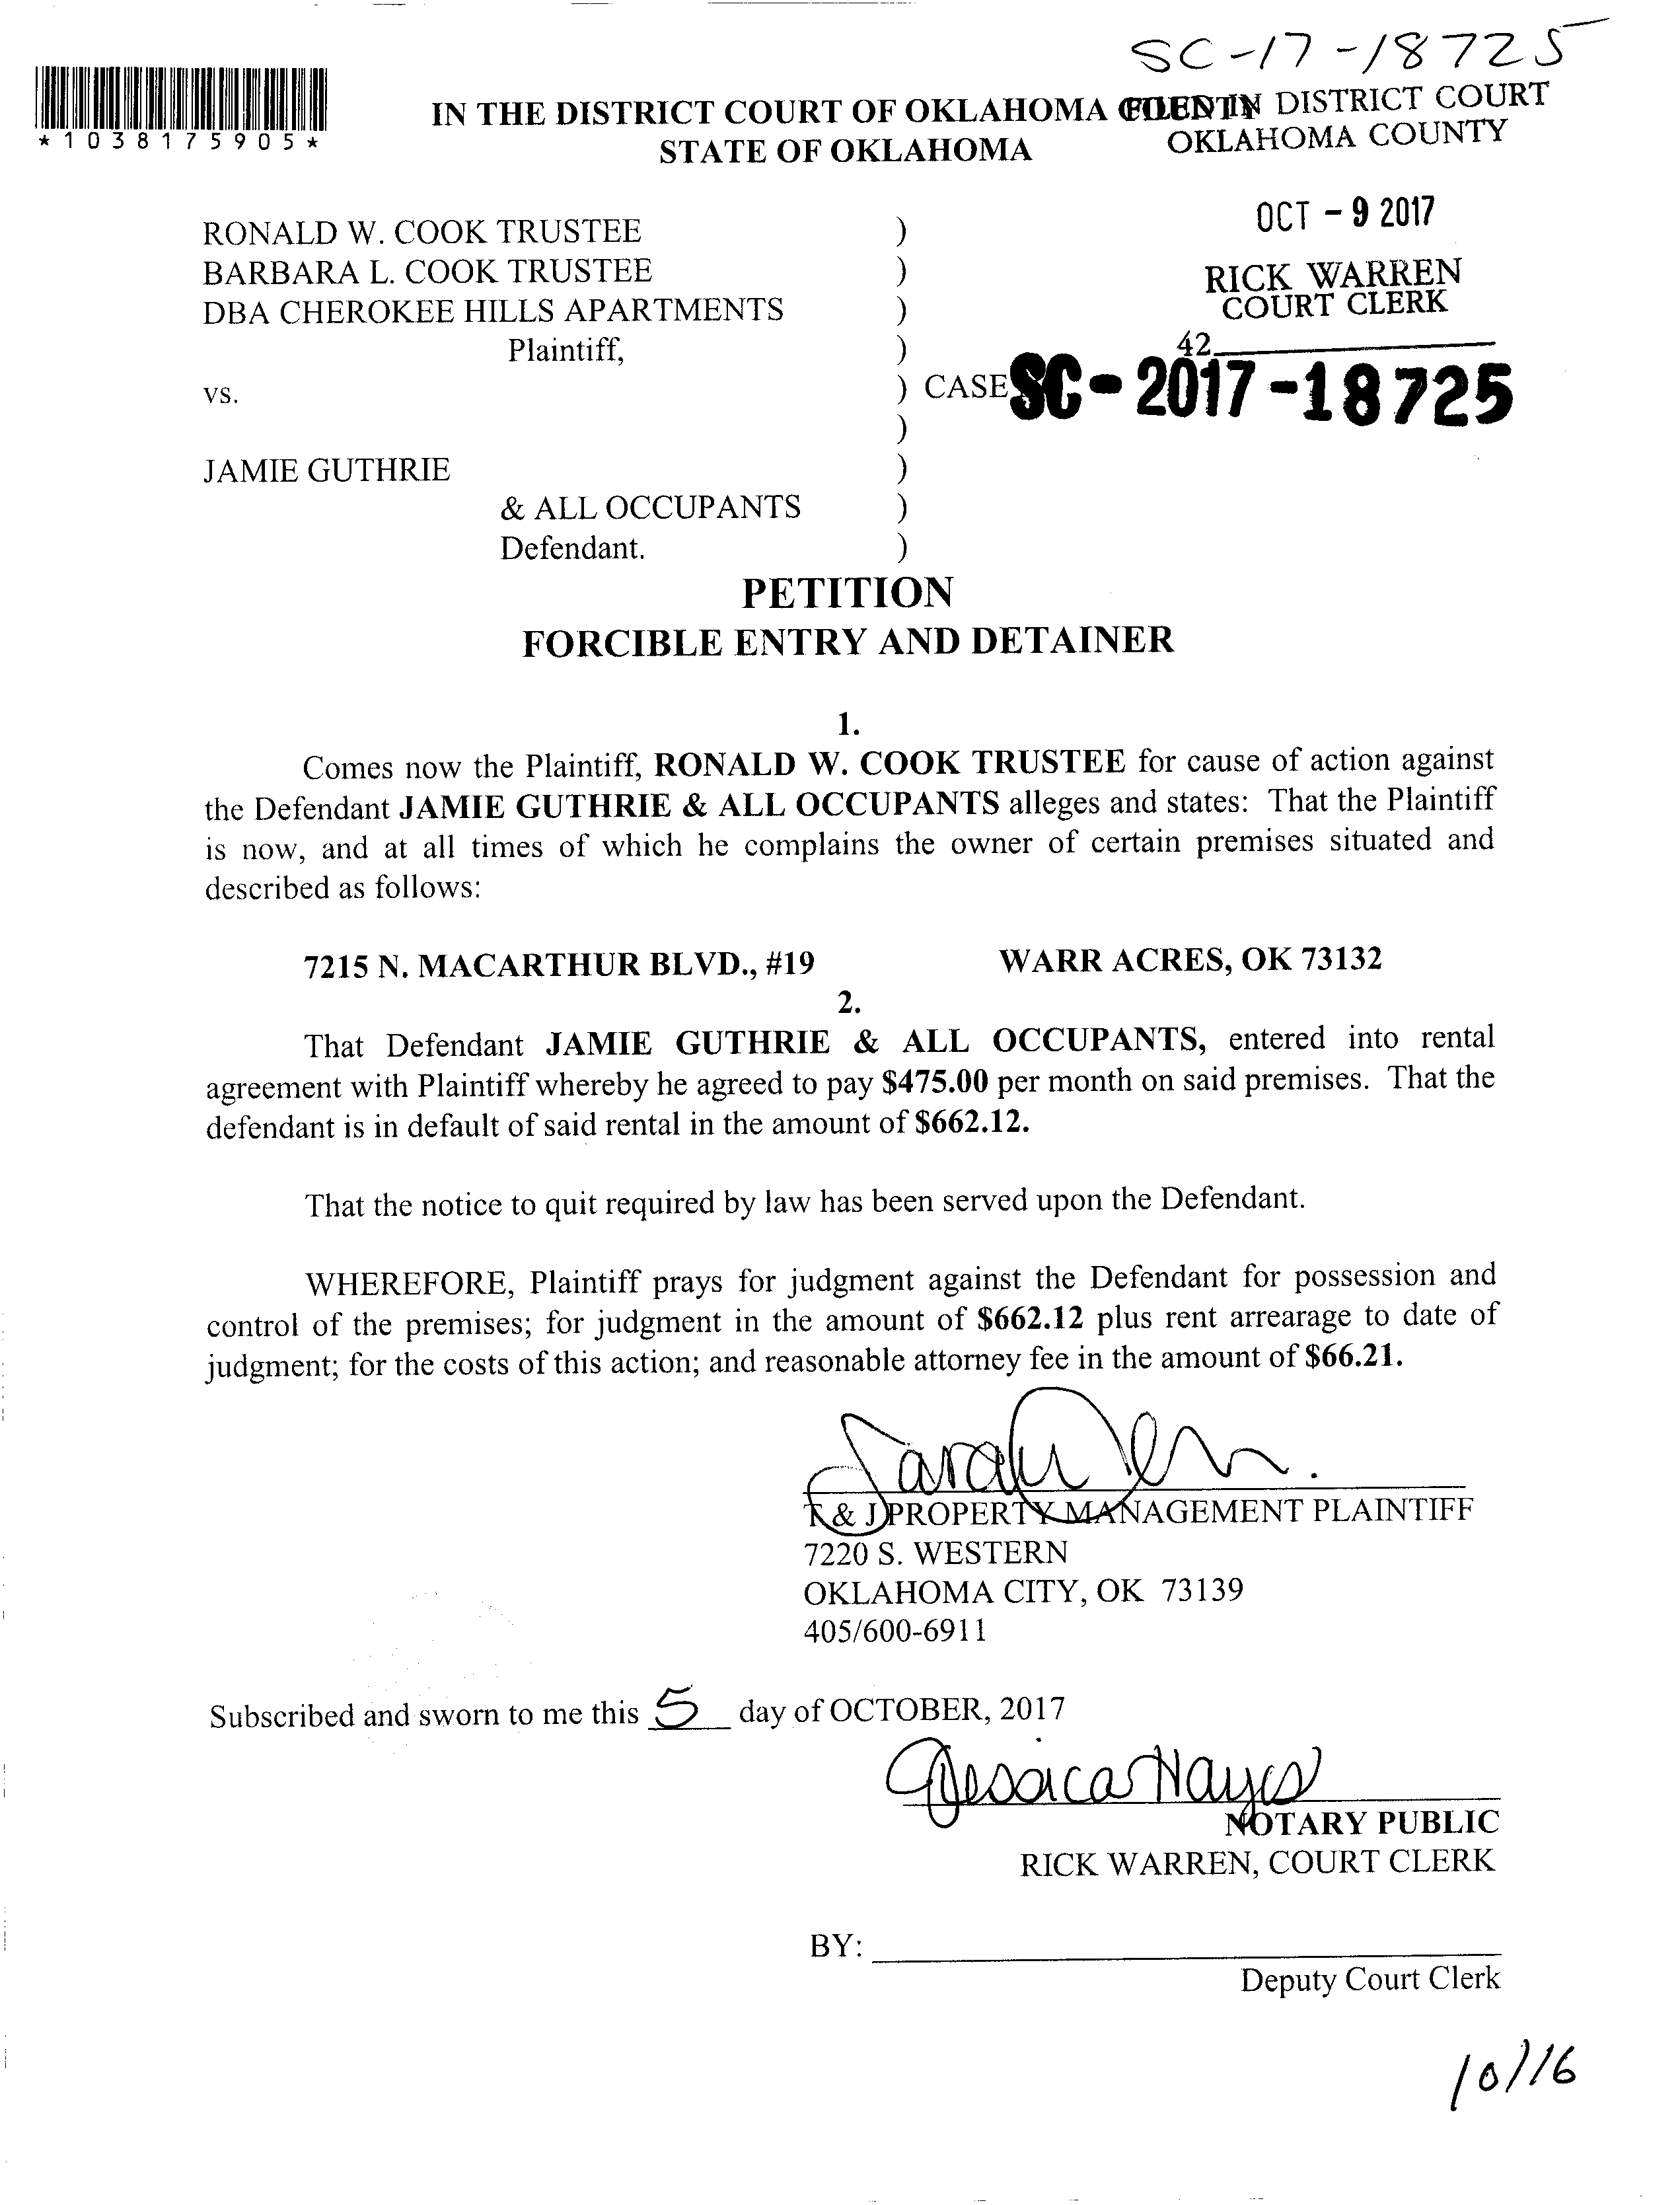 SC-17-18725
*1038175905*
IN THE DISTRICT COURT OF OKLAHOMA COUNTY
STATE OF OKLAHOMA
FILED IN DISTRICT COURT
OKLAHOMA COUNTY
OCT - 9 2017
RICK WARREN
COURT CLERK
42
RONALD W. COOK TRUSTEE )
BARBARA L. COOK TRUSTEE )
DBA CHEROKEE HILLS APARTMENTS )
Plaintiff, )
vs. ) CASE SC-2017-18725
)
JAMIE GUTHRIE )
& ALL OCCUPANTS )
Defendant. )
PETITION
FORCIBLE ENTRY AND DETAINER
1.
Comes now the Plaintiff, RONALD W. COOK TRUSTEE for cause of action against
the Defendant JAMIE GUTHRIE & ALL OCCUPANTS alleges and states: That the Plaintiff
is now, and at all times of which he complains the owner of certain premises situated and
described as follows:
7215 N. MACARTHUR BLVD., #19 WARR ACRES, OK 73132
2.
That Defendant JAMIE GUTHRIE & ALL OCCUPANTS, entered into rental
agreement with Plaintiff whereby he agreed to pay $475.00 per month on said premises. That the
defendant is in default of said rental in the amount of $662.12.
That the notice to quit required by law has been served upon the Defendant.
WHEREFORE, Plaintiff prays for judgment against the Defendant for possession and
control of the premises; for judgment in the amount of $662.12 plus rent arrearage to date of
judgment; for the costs of this action; and reasonable attorney fee in the amount of $66.21.
Sarah
& J PROPERTY MANAGEMENT PLAINTIFF
7220 S. WESTERN
OKLAHOMA CITY, OK 73139
405/600-6911
Subscribed and sworn to me this 5 day of OCTOBER, 2017
Jessica Hayes
NOTARY PUBLIC
RICK WARREN, COURT CLERK
BY:
Deputy Court Clerk
10/16